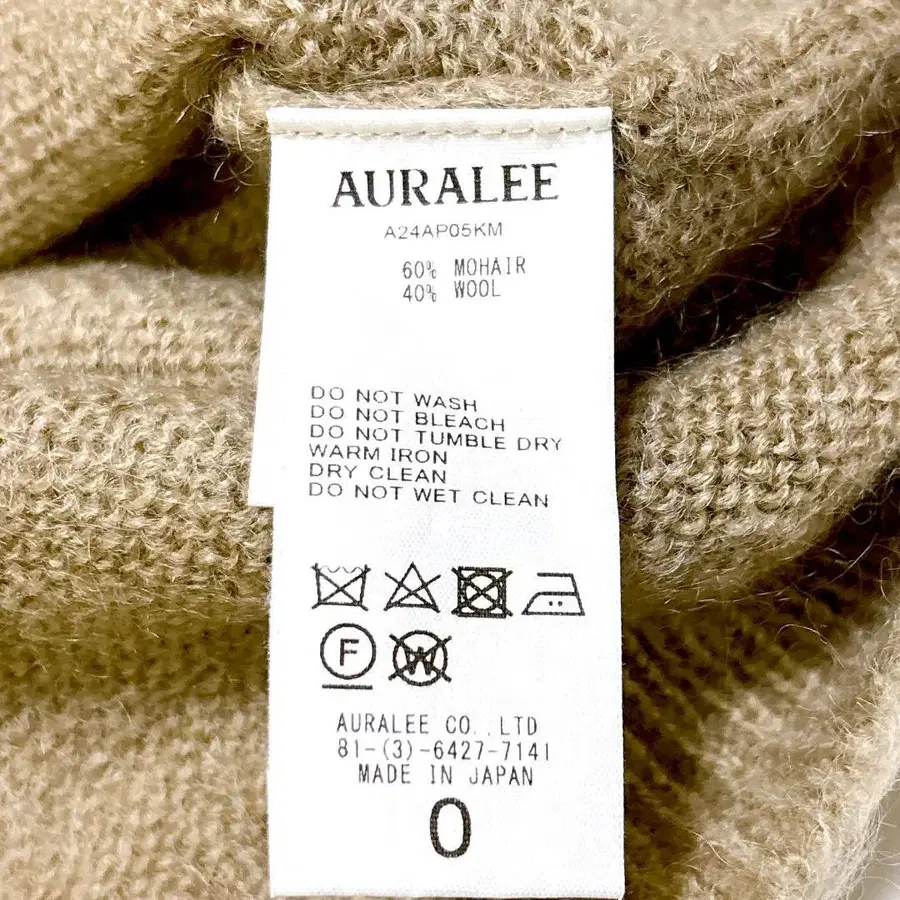 AURALEE
A24AP05KM
60% MOHAIR
40% WOOL
DO NOT WASH
DO NOT BLEACH
DO NOT TUMBLE DRY
WARM IRON
DRY CLEAN
DO NOT WET CLEAN
F W
AURALEE CO.,LTD
81-(3)-6427-7141
MADE IN JAPAN
0